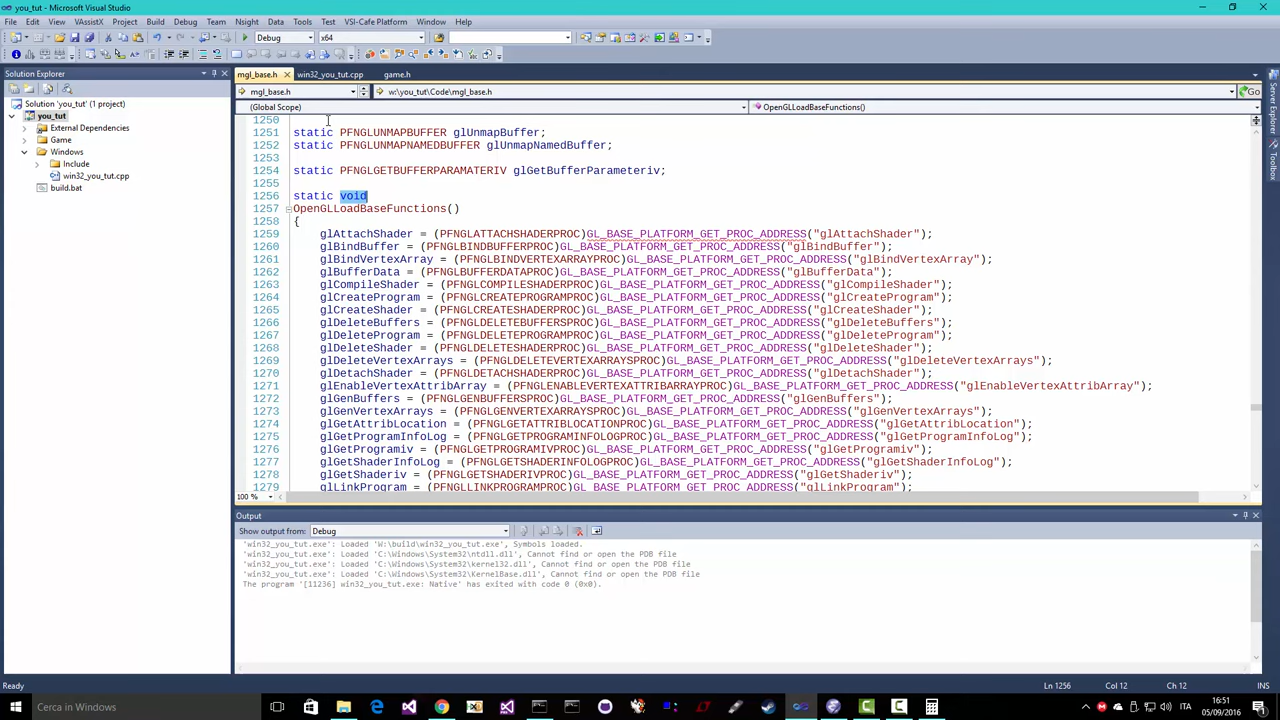 you_tut - Microsoft Visual Studio
File Edit View VAssistX Project Build Debug Team Nsight Data Tools Test VSI-Cafe Platform Window Help
Debug x64
Solution Explorer
mgl_base.h win32_you_tut.cpp game.h
mgl_base.h w:\you_tut\Code\mgl_base.h Go
(Global Scope) OpenGLLoadBaseFunctions()
Solution 'you_tut' (1 project)
you_tut
External Dependencies
Game
Windows
Include
win32_you_tut.cpp
build.bat
1250
1251 static PFNGLUNMAPBUFFER glUnmapBuffer;
1252 static PFNGLUNMAPNAMEDBUFFER glUnmapNamedBuffer;
1253
1254 static PFNGLGETBUFFERPARAMATERIV glGetBufferParameteriv;
1255
1256 static void
1257 OpenGLLoadBaseFunctions()
1258 {
1259 glAttachShader = (PFNGLATTACHSHADERPROC)GL_BASE_PLATFORM_GET_PROC_ADDRESS("glAttachShader");
1260 glBindBuffer = (PFNGLBINDBUFFERPROC)GL_BASE_PLATFORM_GET_PROC_ADDRESS("glBindBuffer");
1261 glBindVertexArray = (PFNGLBINDVERTEXARRAYPROC)GL_BASE_PLATFORM_GET_PROC_ADDRESS("glBindVertexArray");
1262 glBufferData = (PFNGLBUFFERDATAPROC)GL_BASE_PLATFORM_GET_PROC_ADDRESS("glBufferData");
1263 glCompileShader = (PFNGLCOMPILESHADERPROC)GL_BASE_PLATFORM_GET_PROC_ADDRESS("glCompileShader");
1264 glCreateProgram = (PFNGLCREATEPROGRAMPROC)GL_BASE_PLATFORM_GET_PROC_ADDRESS("glCreateProgram");
1265 glCreateShader = (PFNGLCREATESHADERPROC)GL_BASE_PLATFORM_GET_PROC_ADDRESS("glCreateShader");
1266 glDeleteBuffers = (PFNGLDELETEBUFFERSPROC)GL_BASE_PLATFORM_GET_PROC_ADDRESS("glDeleteBuffers");
1267 glDeleteProgram = (PFNGLDELETEPROGRAMPROC)GL_BASE_PLATFORM_GET_PROC_ADDRESS("glDeleteProgram");
1268 glDeleteShader = (PFNGLDELETESHADERPROC)GL_BASE_PLATFORM_GET_PROC_ADDRESS("glDeleteShader");
1269 glDeleteVertexArrays = (PFNGLDELETEVERTEXARRAYSPROC)GL_BASE_PLATFORM_GET_PROC_ADDRESS("glDeleteVertexArrays");
1270 glDetachShader = (PFNGLDETACHSHADERPROC)GL_BASE_PLATFORM_GET_PROC_ADDRESS("glDetachShader");
1271 glEnableVertexAttribArray = (PFNGLENABLEVERTEXATTRIBARRAYPROC)GL_BASE_PLATFORM_GET_PROC_ADDRESS("glEnableVertexAttribArray");
1272 glGenBuffers = (PFNGLGENBUFFERSPROC)GL_BASE_PLATFORM_GET_PROC_ADDRESS("glGenBuffers");
1273 glGenVertexArrays = (PFNGLGENVERTEXARRAYSPROC)GL_BASE_PLATFORM_GET_PROC_ADDRESS("glGenVertexArrays");
1274 glGetAttribLocation = (PFNGLGETATTRIBLOCATIONPROC)GL_BASE_PLATFORM_GET_PROC_ADDRESS("glGetAttribLocation");
1275 glGetProgramInfoLog = (PFNGLGETPROGRAMINFOLOGPROC)GL_BASE_PLATFORM_GET_PROC_ADDRESS("glGetProgramInfoLog");
1276 glGetProgramiv = (PFNGLGETPROGRAMIVPROC)GL_BASE_PLATFORM_GET_PROC_ADDRESS("glGetProgramiv");
1277 glGetShaderInfoLog = (PFNGLGETSHADERINFOLOGPROC)GL_BASE_PLATFORM_GET_PROC_ADDRESS("glGetShaderInfoLog");
1278 glGetShaderiv = (PFNGLGETSHADERIVPROC)GL_BASE_PLATFORM_GET_PROC_ADDRESS("glGetShaderiv");
1279 glLinkProgram = (PFNGLLINKPROGRAMPROC)GL_BASE_PLATFORM_GET_PROC_ADDRESS("glLinkProgram");
100 %
Server Explorer
Toolbox
Output
Show output from: Debug
'win32_you_tut.exe': Loaded 'W:\build\win32_you_tut.exe', Symbols loaded.
'win32_you_tut.exe': Loaded 'C:\Windows\System32\ntdll.dll', Cannot find or open the PDB file
'win32_you_tut.exe': Loaded 'C:\Windows\System32\kernel32.dll', Cannot find or open the PDB file
'win32_you_tut.exe': Loaded 'C:\Windows\System32\KernelBase.dll', Cannot find or open the PDB file
The program '[11236] win32_you_tut.exe: Native' has exited with code 0 (0x0).
Ready Ln 1256 Col 12 Ch 12 INS
Cerca in Windows
ITA
16:51
05/09/2016